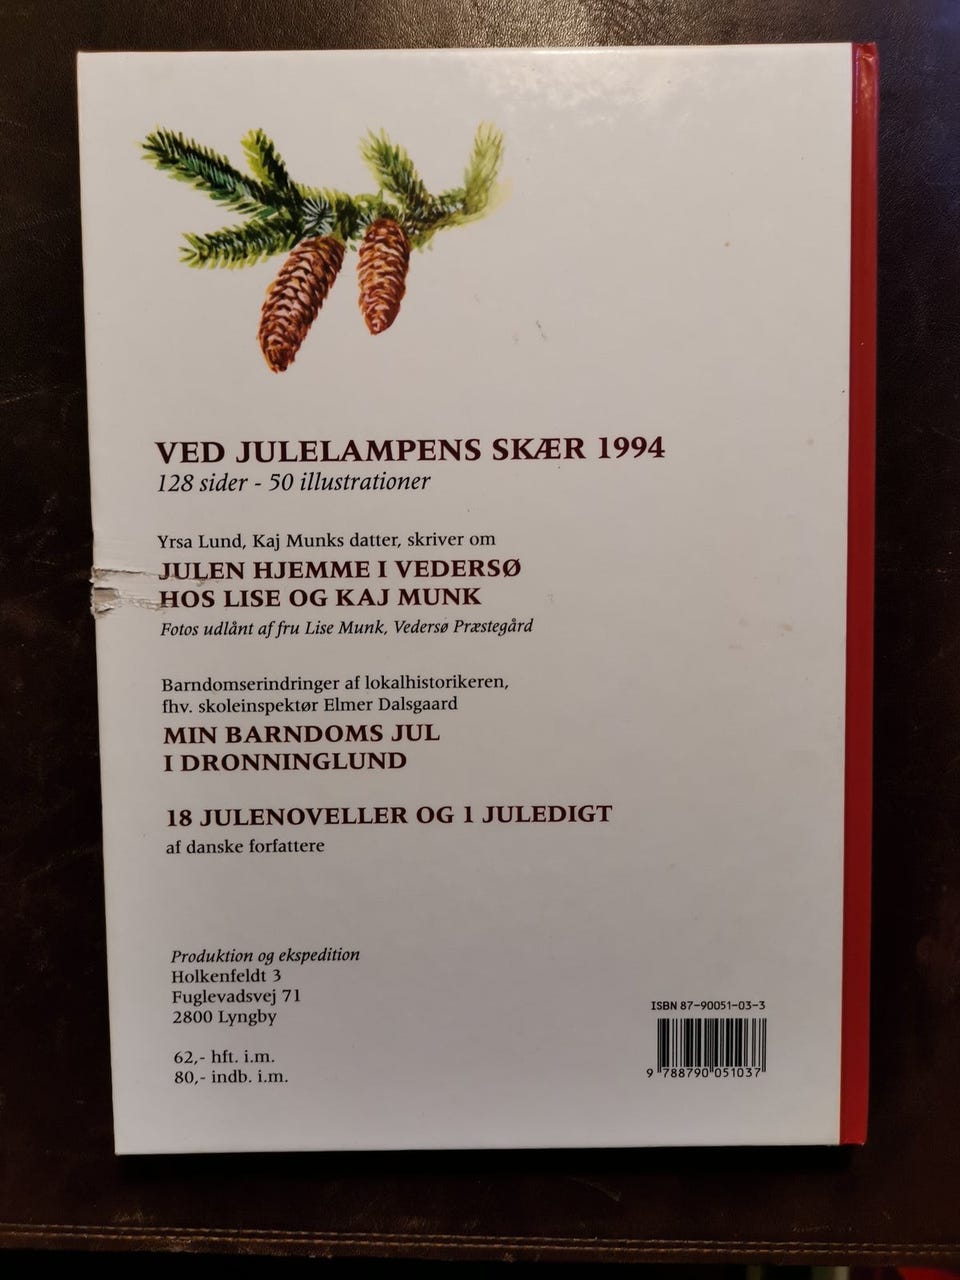 VED JULELAMPENS SKÆR 1994
128 sider - 50 illustrationer
Yrsa Lund, Kaj Munks datter, skriver om
JULEN HJEMME I VEDERSØ
HOS LISE OG KAJ MUNK
Fotos udlånt af fru Lise Munk, Vedersø Præstegård
Barndomserindringer af lokalhistorikeren,
fhv. skoleinspektør Elmer Dalsgaard
MIN BARNDOMS JUL
I DRONNINGLUND
18 JULENOVELLER OG 1 JULEDIGT
af danske forfattere
Produktion og ekspedition
Holkenfeldt 3
Fuglevadsvej 71
2800 Lyngby
62,- hft. i.m.
80,- indb. i.m.
ISBN 87-90051-03-3
9 788790 051037